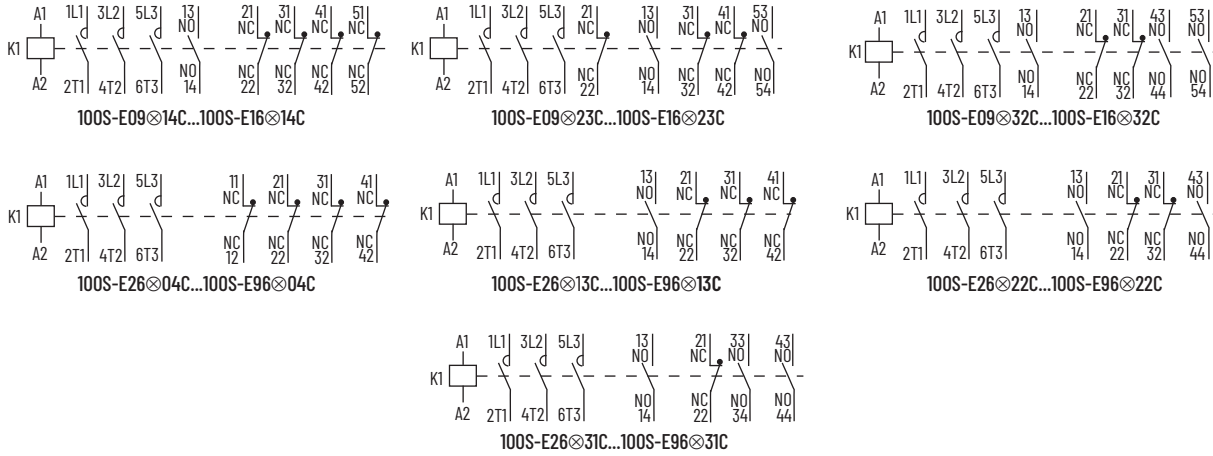 A1 1L1 3L2 5L3 13 NO 21 NC 31 NC 41 NC 51 NC
K1
A2 2T1 4T2 6T3 NO 14 NC 22 NC 32 NC 42 NC 52
100S-E09⊗14C...100S-E16⊗14C
A1 1L1 3L2 5L3 21 NC 13 NO 31 NC 41 NC 53 NO
K1
A2 2T1 4T2 6T3 NC 22 NO 14 NC 32 NC 42 NO 54
100S-E09⊗23C...100S-E16⊗23C
A1 1L1 3L2 5L3 13 NO 21 NC 31 NC 43 NO 53 NO
K1
A2 2T1 4T2 6T3 NO 14 NC 22 NC 32 NO 44 NO 54
100S-E09⊗32C...100S-E16⊗32C
A1 1L1 3L2 5L3 11 NC 21 NC 31 NC 41 NC
K1
A2 2T1 4T2 6T3 NC 12 NC 22 NC 32 NC 42
100S-E26⊗04C...100S-E96⊗04C
A1 1L1 3L2 5L3 13 NO 21 NC 31 NC 41 NC
K1
A2 2T1 4T2 6T3 NO 14 NC 22 NC 32 NC 42
100S-E26⊗13C...100S-E96⊗13C
A1 1L1 3L2 5L3 13 NO 21 NC 31 NC 43 NO
K1
A2 2T1 4T2 6T3 NO 14 NC 22 NC 32 NO 44
100S-E26⊗22C...100S-E96⊗22C
A1 1L1 3L2 5L3 13 NO 21 NC 33 NO 43 NO
K1
A2 2T1 4T2 6T3 NO 14 NC 22 NO 34 NO 44
100S-E26⊗31C...100S-E96⊗31C